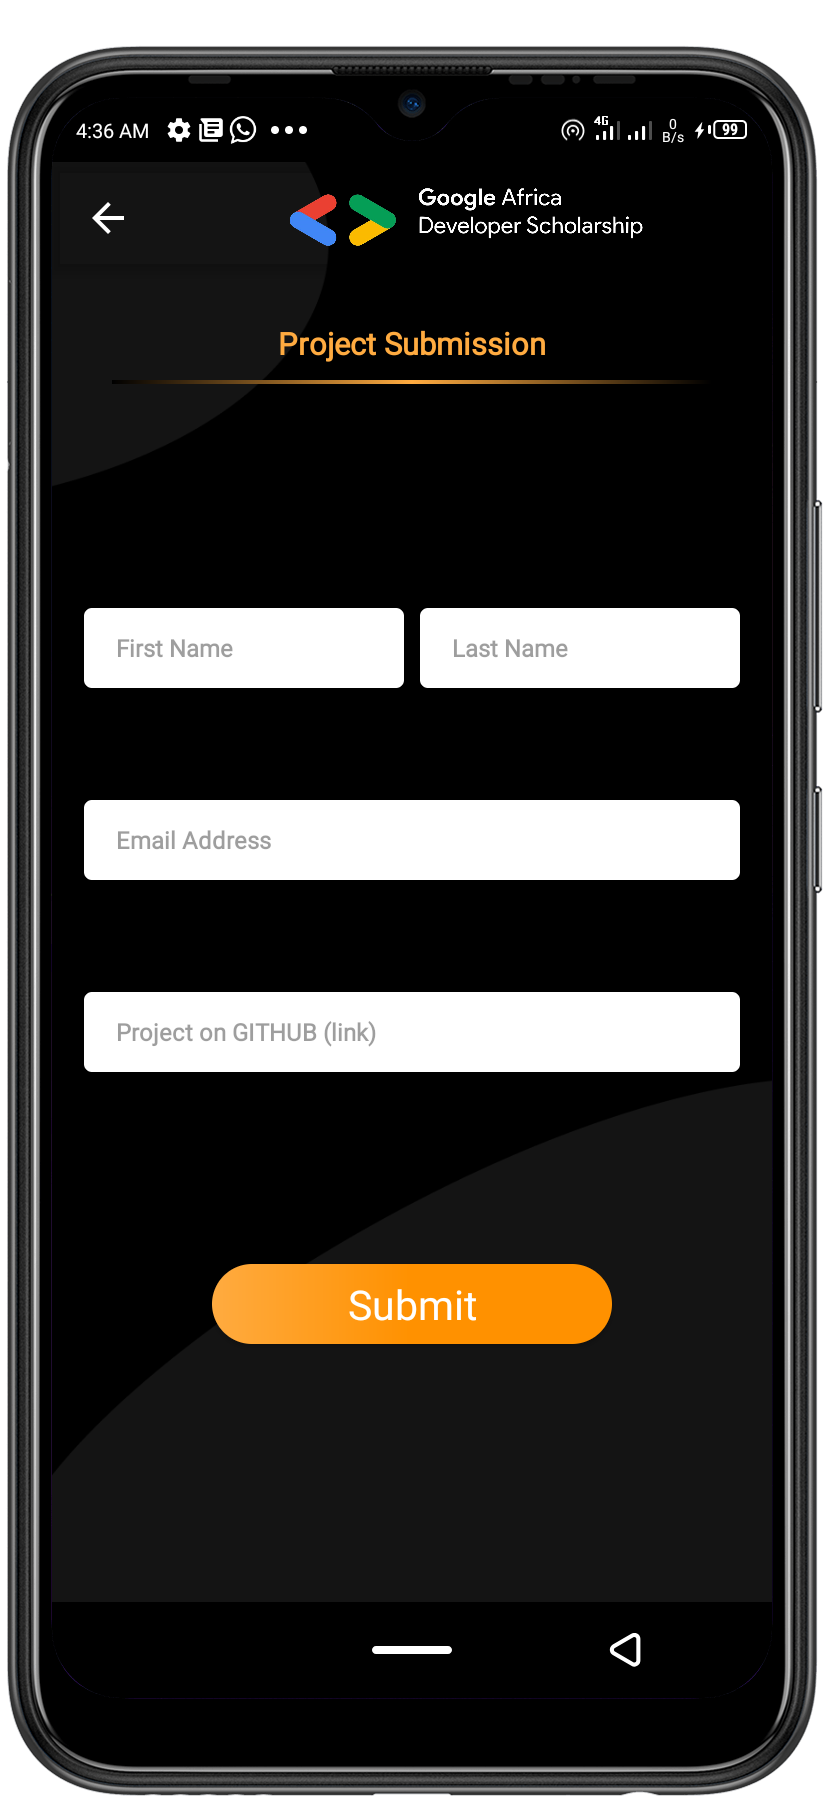 4:36 AM 4G 0 B/s 99
Google Africa
Developer Scholarship
Project Submission
First Name Last Name
Email Address
Project on GITHUB (link)
Submit